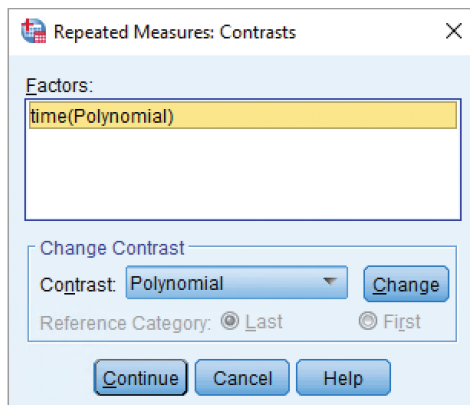 Repeated Measures: Contrasts
Factors:
time(Polynomial)
Change Contrast
Contrast: Polynomial Change
Reference Category: Last First
Continue Cancel Help